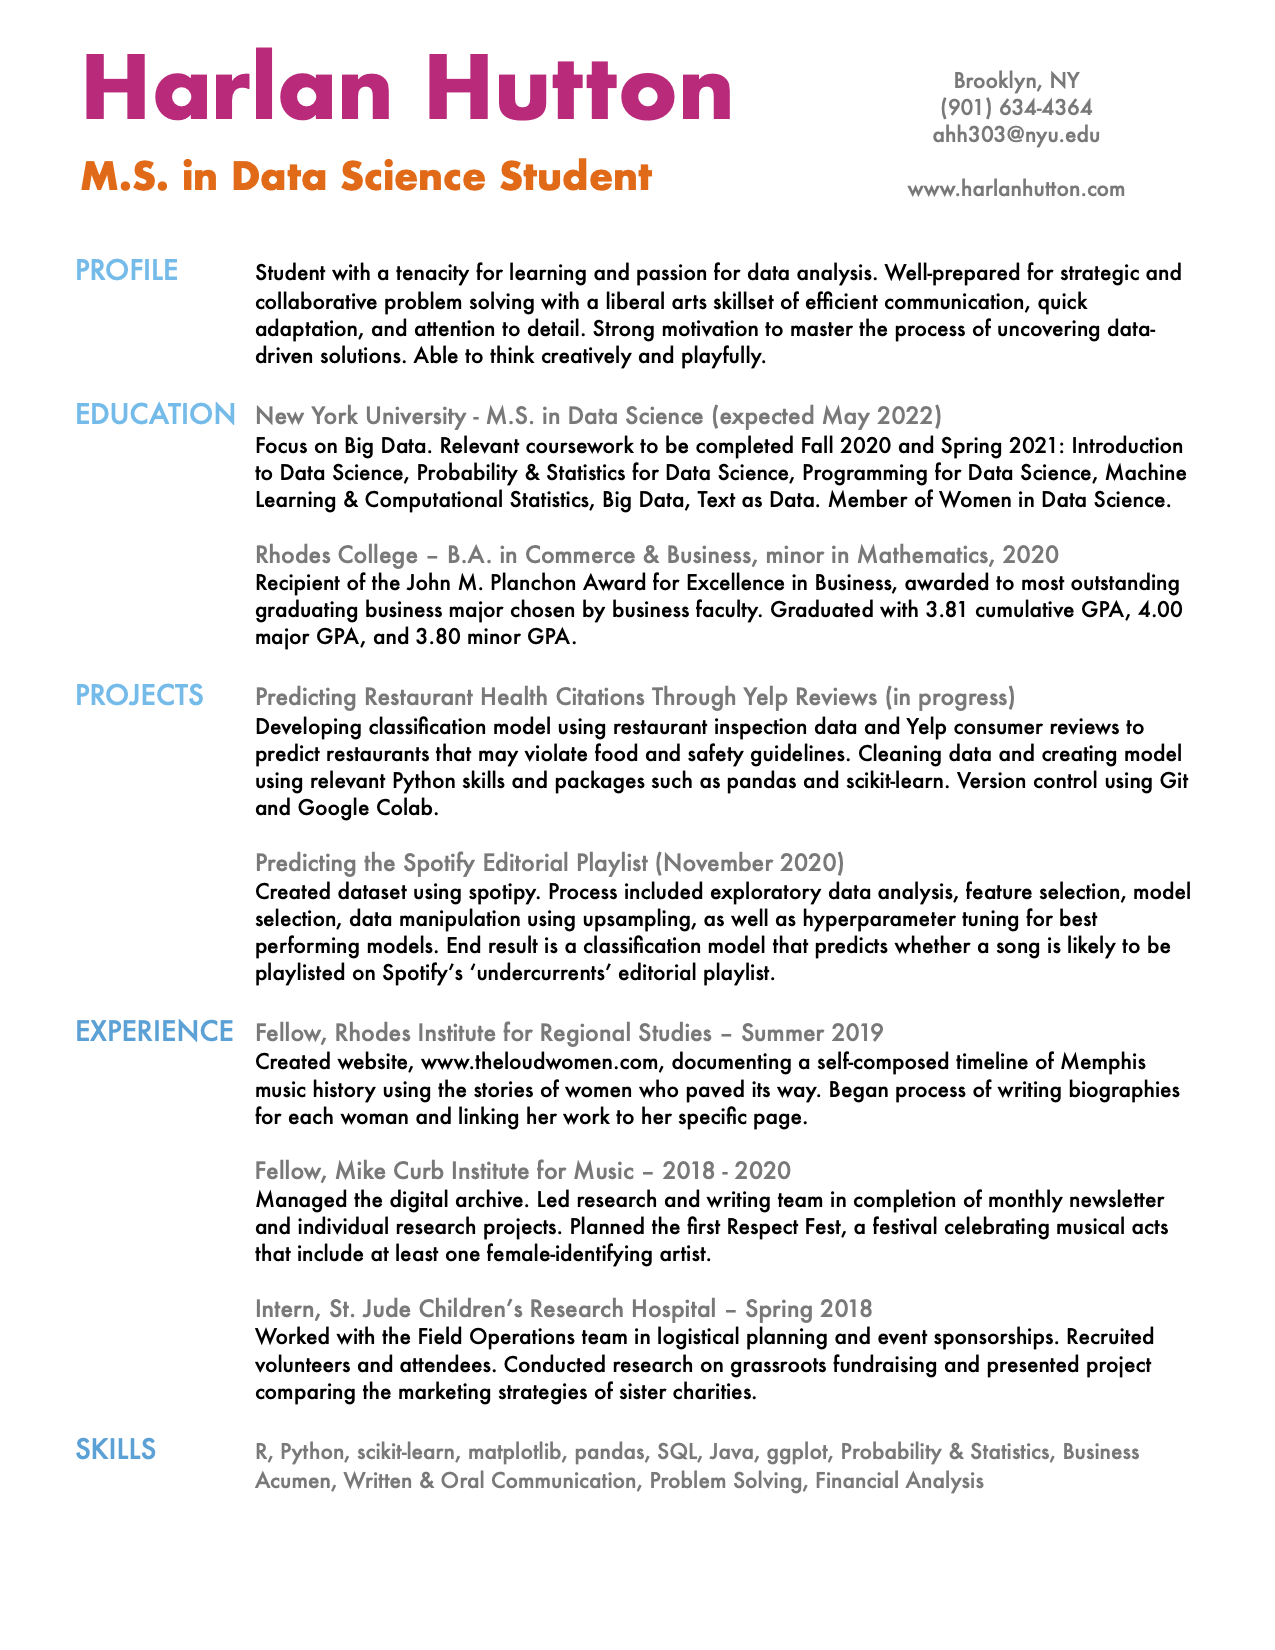 Harlan Hutton
M.S. in Data Science Student
Brooklyn, NY
(901) 634-4364
ahh303@nyu.edu
www.harlanhutton.com
PROFILE
Student with a tenacity for learning and passion for data analysis. Well-prepared for strategic and
collaborative problem solving with a liberal arts skillset of efficient communication, quick
adaptation, and attention to detail. Strong motivation to master the process of uncovering data-
driven solutions. Able to think creatively and playfully.
EDUCATION
New York University - M.S. in Data Science (expected May 2022)
Focus on Big Data. Relevant coursework to be completed Fall 2020 and Spring 2021: Introduction
to Data Science, Probability & Statistics for Data Science, Programming for Data Science, Machine
Learning & Computational Statistics, Big Data, Text as Data. Member of Women in Data Science.
Rhodes College – B.A. in Commerce & Business, minor in Mathematics, 2020
Recipient of the John M. Planchon Award for Excellence in Business, awarded to most outstanding
graduating business major chosen by business faculty. Graduated with 3.81 cumulative GPA, 4.00
major GPA, and 3.80 minor GPA.
PROJECTS
Predicting Restaurant Health Citations Through Yelp Reviews (in progress)
Developing classification model using restaurant inspection data and Yelp consumer reviews to
predict restaurants that may violate food and safety guidelines. Cleaning data and creating model
using relevant Python skills and packages such as pandas and scikit-learn. Version control using Git
and Google Colab.
Predicting the Spotify Editorial Playlist (November 2020)
Created dataset using spotipy. Process included exploratory data analysis, feature selection, model
selection, data manipulation using upsampling, as well as hyperparameter tuning for best
performing models. End result is a classification model that predicts whether a song is likely to be
playlisted on Spotify’s ‘undercurrents’ editorial playlist.
EXPERIENCE
Fellow, Rhodes Institute for Regional Studies – Summer 2019
Created website, www.theloudwomen.com, documenting a self-composed timeline of Memphis
music history using the stories of women who paved its way. Began process of writing biographies
for each woman and linking her work to her specific page.
Fellow, Mike Curb Institute for Music – 2018 - 2020
Managed the digital archive. Led research and writing team in completion of monthly newsletter
and individual research projects. Planned the first Respect Fest, a festival celebrating musical acts
that include at least one female-identifying artist.
Intern, St. Jude Children’s Research Hospital – Spring 2018
Worked with the Field Operations team in logistical planning and event sponsorships. Recruited
volunteers and attendees. Conducted research on grassroots fundraising and presented project
comparing the marketing strategies of sister charities.
SKILLS
R, Python, scikit-learn, matplotlib, pandas, SQL, Java, ggplot, Probability & Statistics, Business
Acumen, Written & Oral Communication, Problem Solving, Financial Analysis